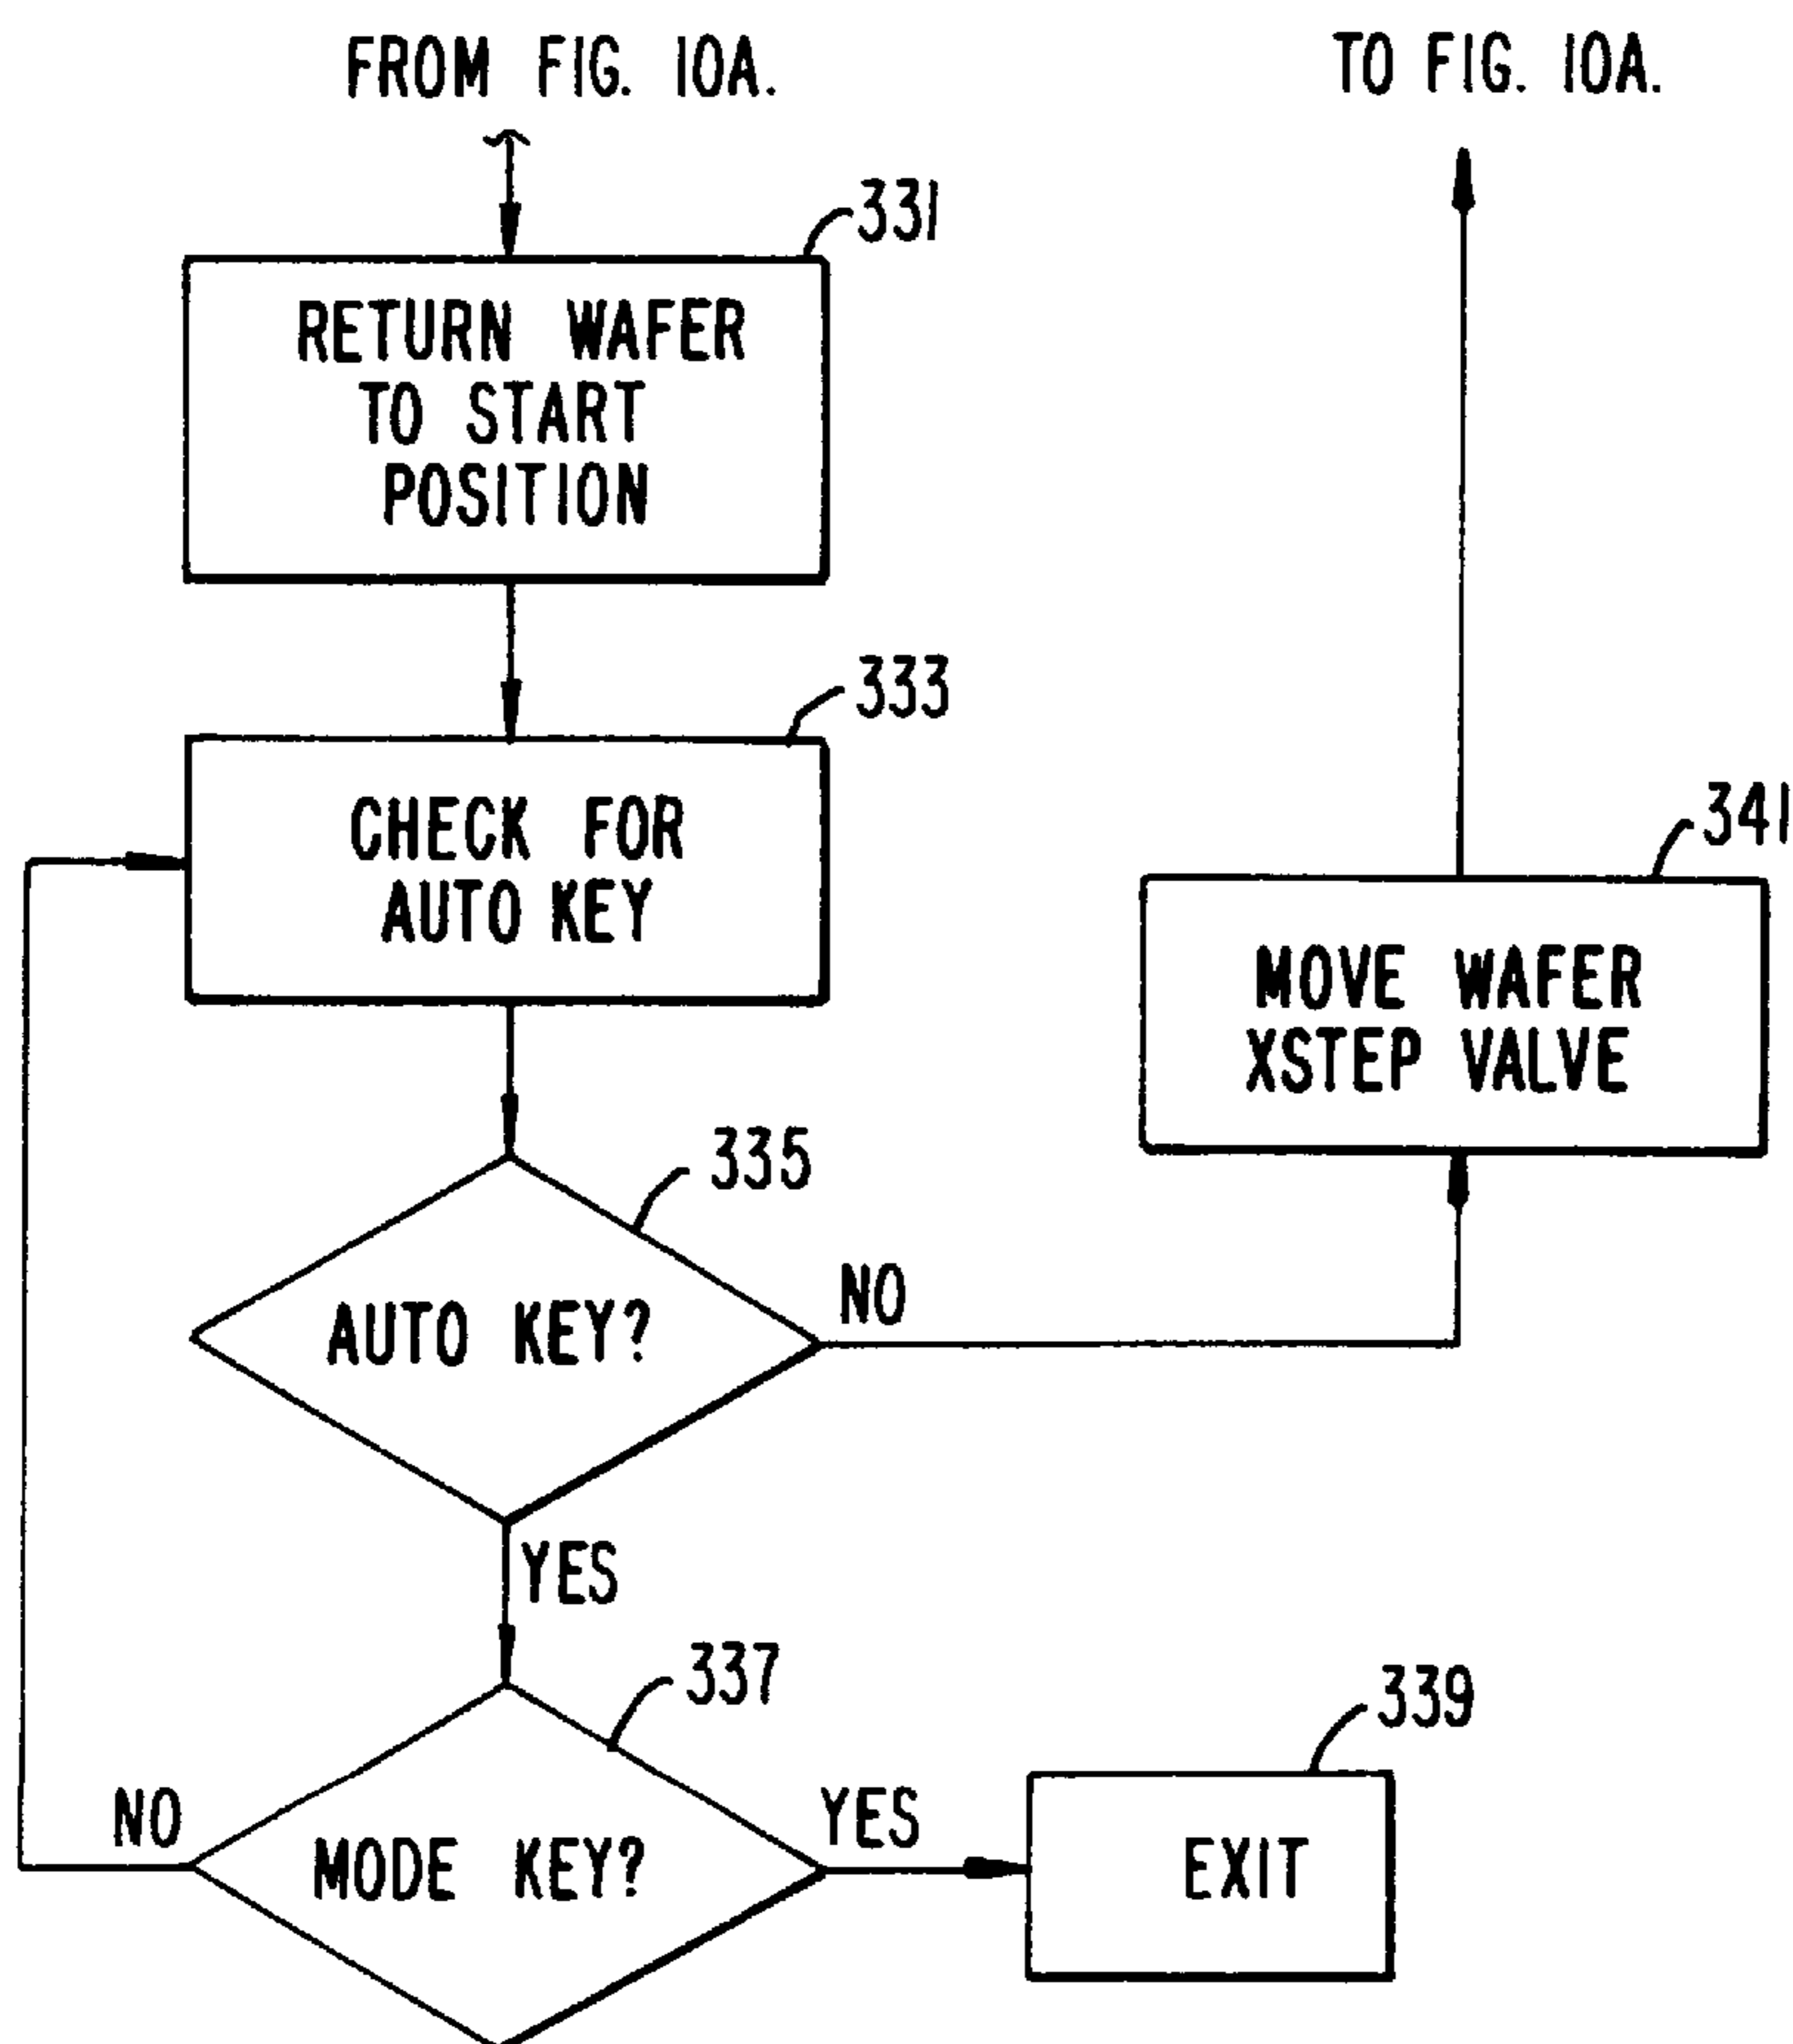 FROM FIG. 10A.
TO FIG. 10A.
331
RETURN WAFER
TO START
POSITION
333
CHECK FOR
AUTO KEY
341
MOVE WAFER
XSTEP VALVE
335
AUTO KEY?
NO
YES
337
MODE KEY?
NO
YES
339
EXIT